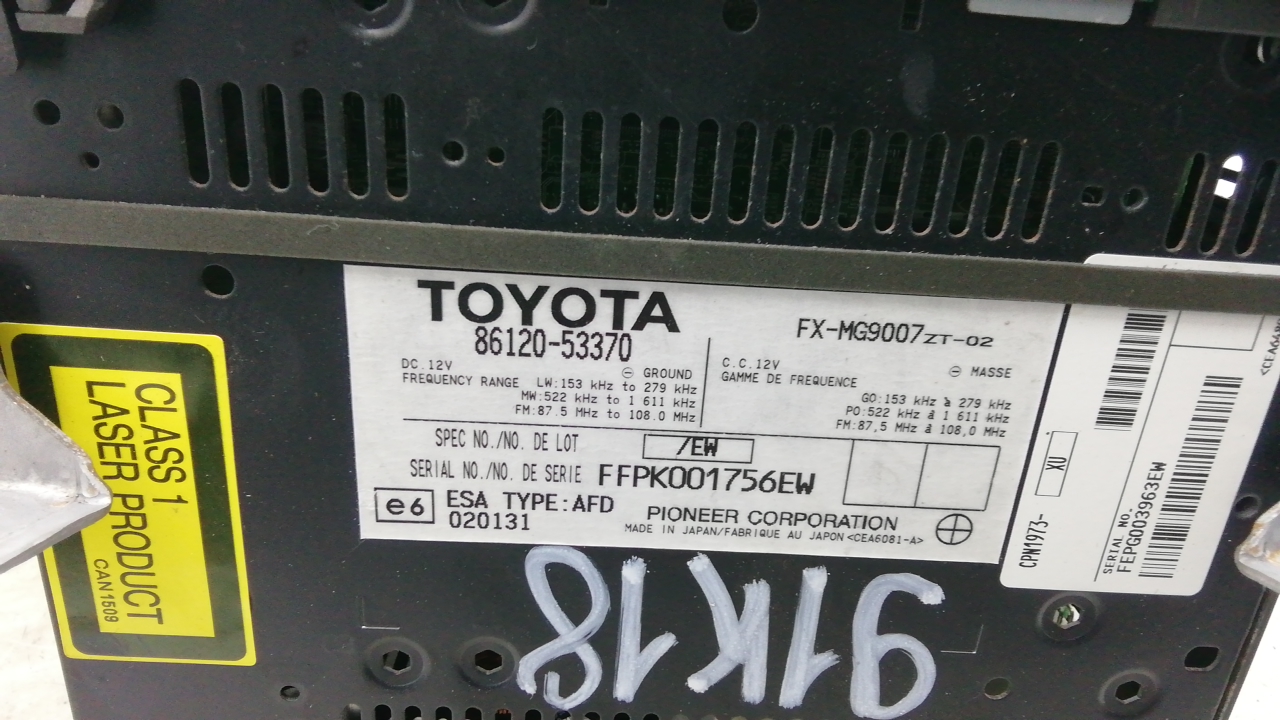 TOYOTA
86120-53370
FX-MG9007ZT-02
DC.12V ⊖ GROUND
FREQUENCY RANGE LW:153 kHz to 279 kHz
MW:522 kHz to 1 611 kHz
FM:87.5 MHz to 108.0 MHz
C.C.12V ⊖ MASSE
GAMME DE FREQUENCE
GO:153 kHz à 279 kHz
PO:522 kHz à 1 611 kHz
FM:87,5 MHz à 108,0 MHz
SPEC NO./NO. DE LOT /EW
SERIAL NO./NO. DE SERIE FFPK001756EW
e6 ESA TYPE:AFD
020131
PIONEER CORPORATION
MADE IN JAPAN/FABRIQUE AU JAPON <CEA6081-A>
CLASS 1
LASER PRODUCT
CAN1509
CPN1973-
XU
SERIAL NO.
FEPG003963EW
91K18